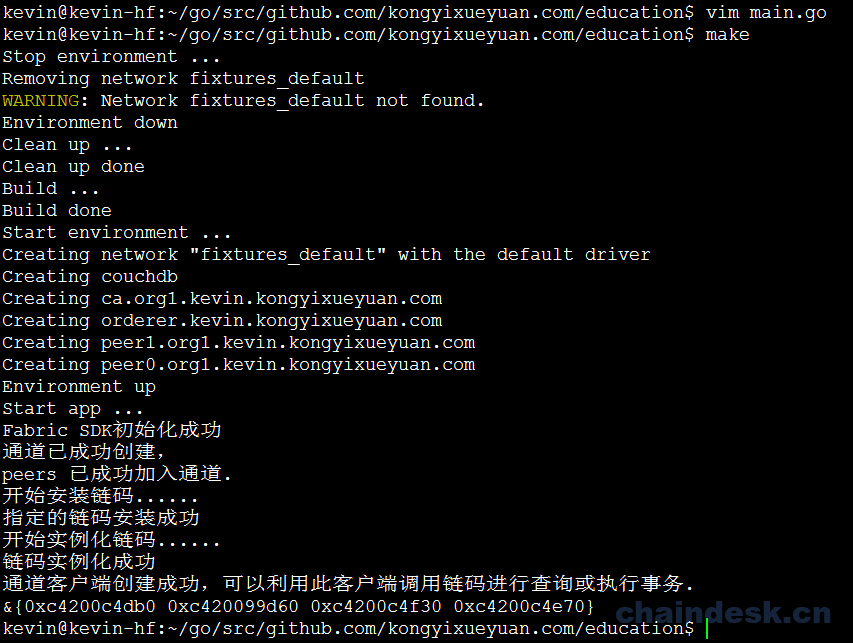 kevin@kevin-hf:~/go/src/github.com/kongyixueyuan.com/education$ vim main.go
kevin@kevin-hf:~/go/src/github.com/kongyixueyuan.com/education$ make
Stop environment ...
Removing network fixtures_default
WARNING: Network fixtures_default not found.
Environment down
Clean up ...
Clean up done
Build ...
Build done
Start environment ...
Creating network "fixtures_default" with the default driver
Creating couchdb
Creating ca.org1.kevin.kongyixueyuan.com
Creating orderer.kevin.kongyixueyuan.com
Creating peer1.org1.kevin.kongyixueyuan.com
Creating peer0.org1.kevin.kongyixueyuan.com
Environment up
Start app ...
Fabric SDK初始化成功
通道已成功创建，
peers 已成功加入通道.
开始安装链码......
指定的链码安装成功
开始实例化链码......
链码实例化成功
通道客户端创建成功，可以利用此客户端调用链码进行查询或执行事务.
&{0xc4200c4db0 0xc420099d60 0xc4200c4f30 0xc4200c4e70}
kevin@kevin-hf:~/go/src/github.com/kongyixueyuan.com/education$
chaindesk.cn